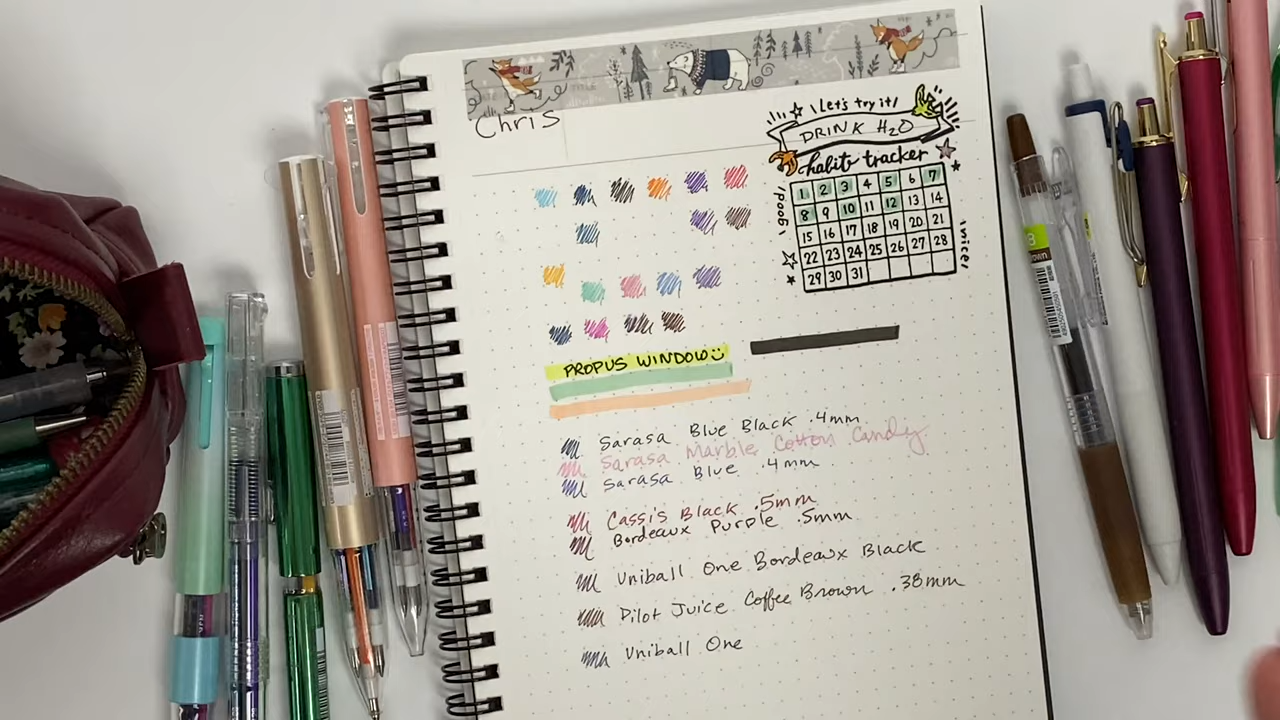 Chris
Let's try it!
DRINK H2O
habits tracker
good!
nice!
1 2 3 4 5 6 7
8 9 10 11 12 13 14
15 16 17 18 19 20 21
22 23 24 25 26 27 28
29 30 31
PROPUS WINDOW
Sarasa Blue Black .4mm
Sarasa Marble Cotton Candy
Sarasa Blue .4mm
Cassis Black .5mm
Bordeaux Purple .5mm
Uniball One Bordeaux Black
Pilot Juice Coffee Brown .38mm
Uniball One